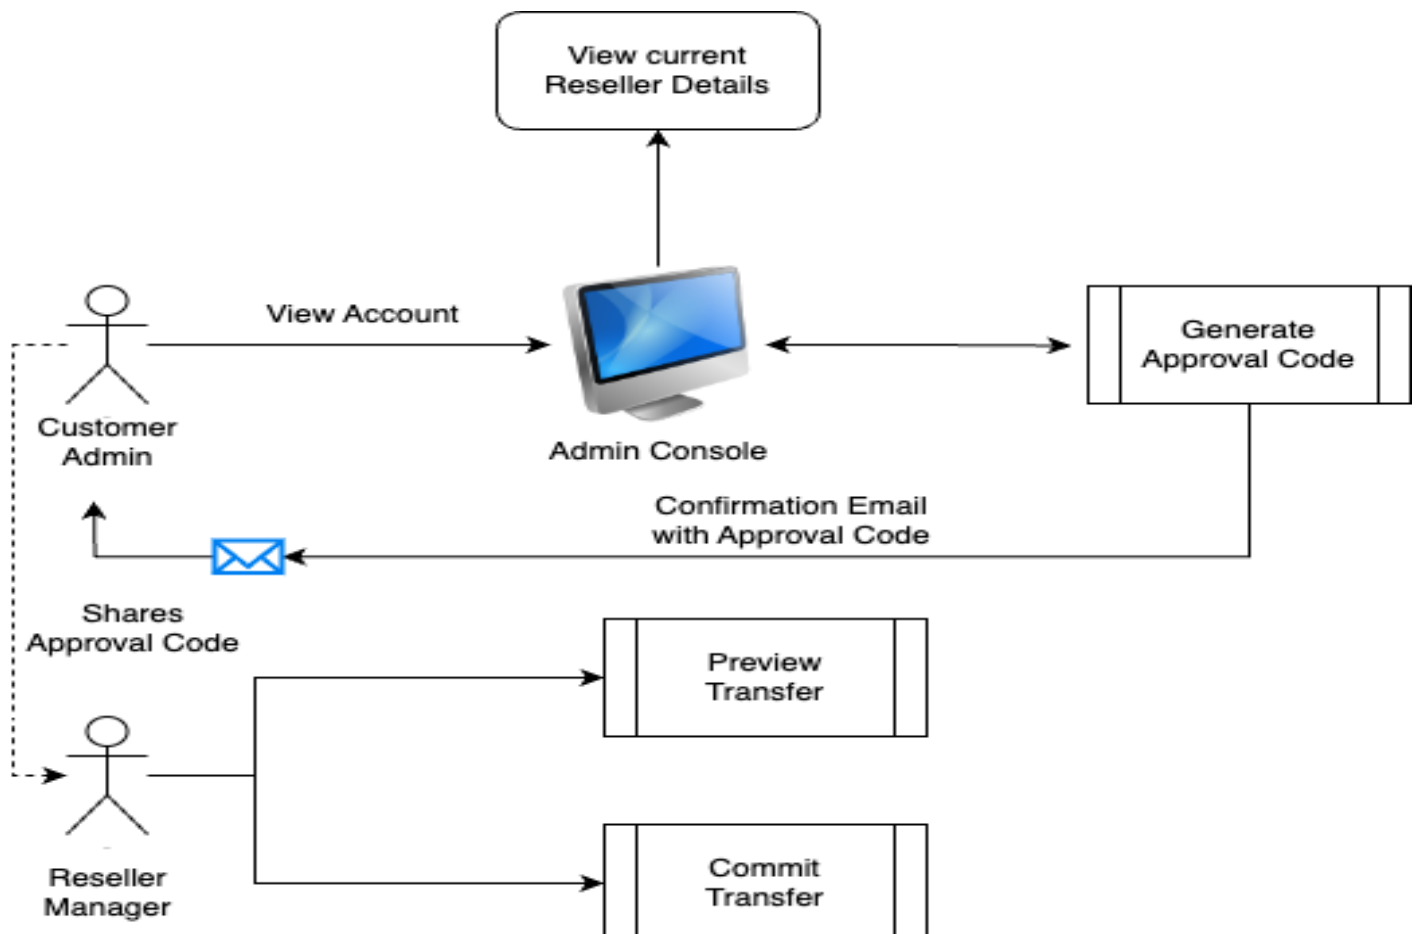 View current
Reseller Details
View Account
Generate
Approval Code
Customer
Admin
Admin Console
Confirmation Email
with Approval Code
Shares
Approval Code
Preview
Transfer
Reseller
Manager
Commit
Transfer